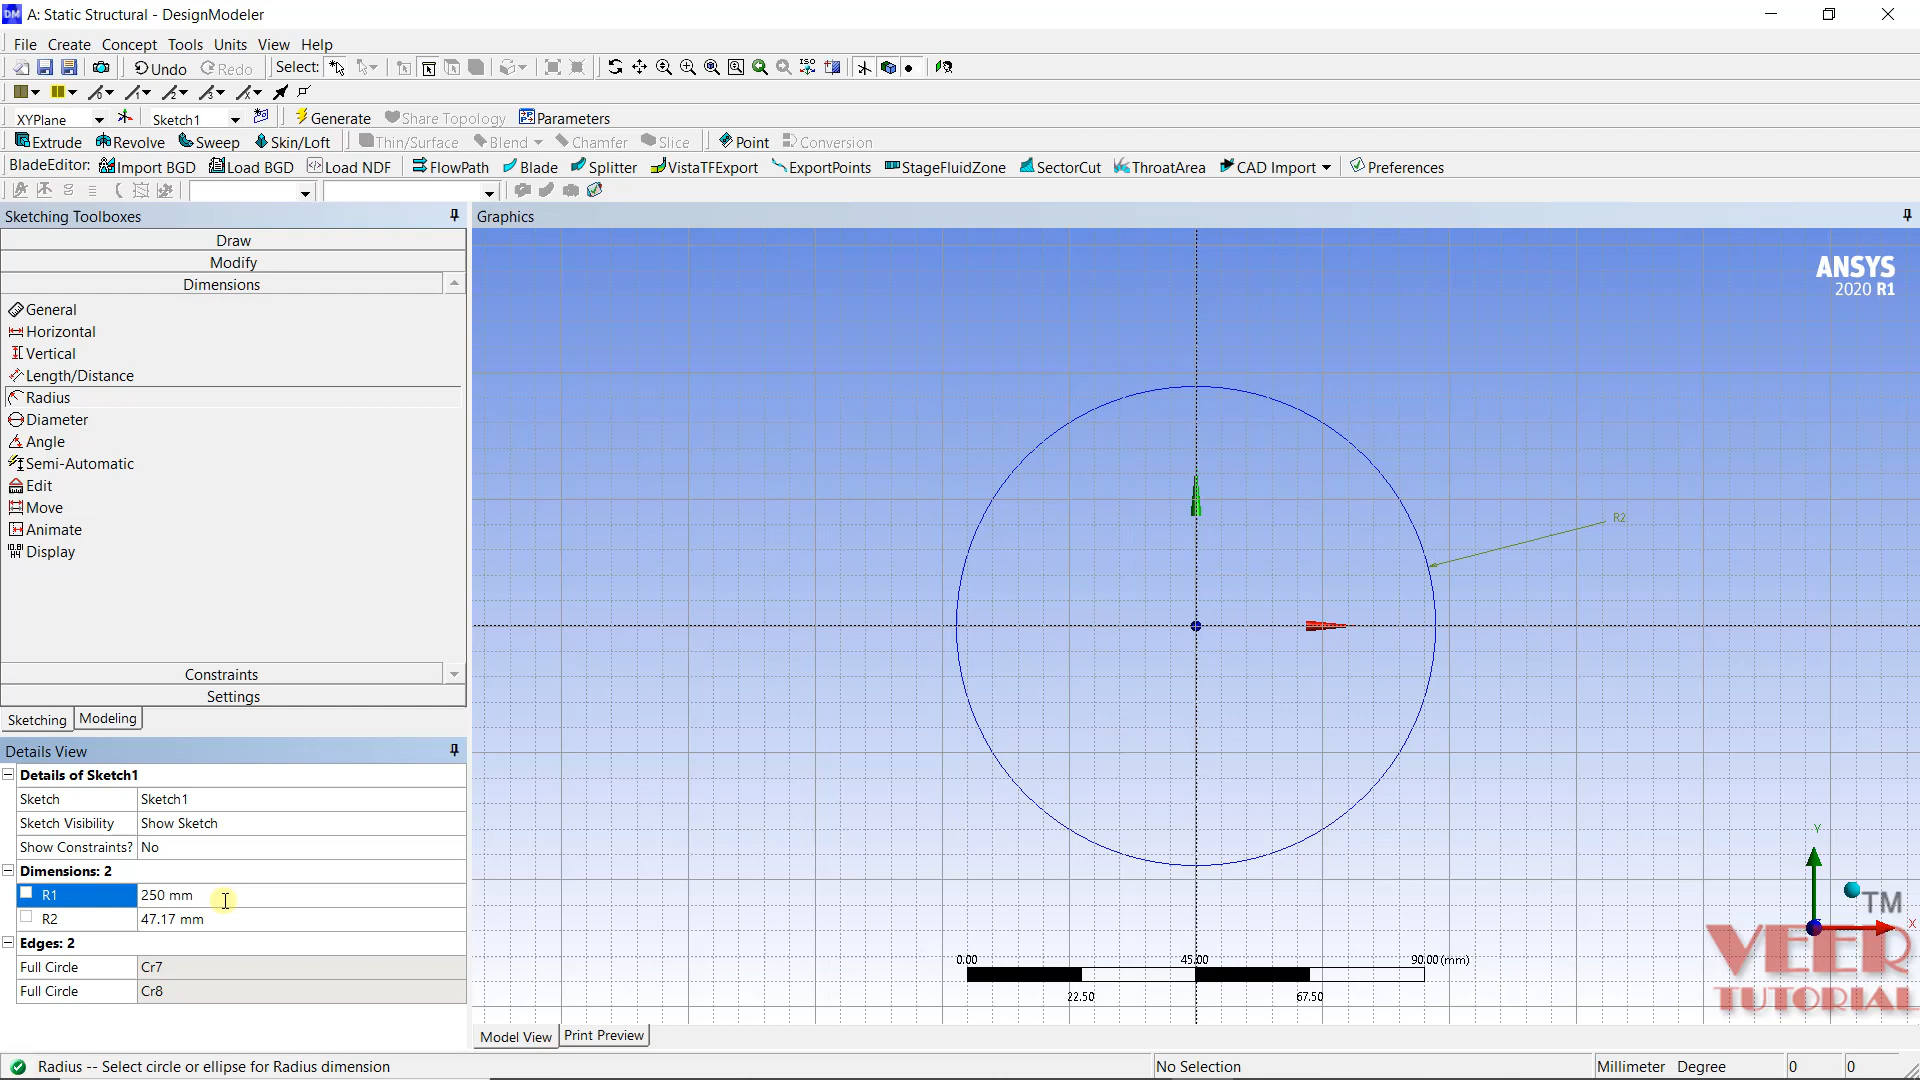 A: Static Structural - DesignModeler
File Create Concept Tools Units View Help
Undo Redo Select: ISO
XYPlane Sketch1 Generate Share Topology Parameters
Extrude Revolve Sweep Skin/Loft Thin/Surface Blend Chamfer Slice Point Conversion
BladeEditor: Import BGD Load BGD Load NDF FlowPath Blade Splitter VistaTFExport ExportPoints StageFluidZone SectorCut ThroatArea CAD Import Preferences
Sketching Toolboxes
Draw
Modify
Dimensions
General
Horizontal
Vertical
Length/Distance
Radius
Diameter
Angle
Semi-Automatic
Edit
Move
Animate
Display
Constraints
Settings
Sketching Modeling
Details View
Details of Sketch1
Sketch Sketch1
Sketch Visibility Show Sketch
Show Constraints? No
Dimensions: 2
R1 250 mm
R2 47.17 mm
Edges: 2
Full Circle Cr7
Full Circle Cr8
Graphics
ANSYS
2020 R1
R2
Y
X
0.00 45.00 90.00 (mm)
22.50 67.50
TM
VEER
TUTORIAL
Model View Print Preview
Radius -- Select circle or ellipse for Radius dimension
No Selection
Millimeter Degree 0 0